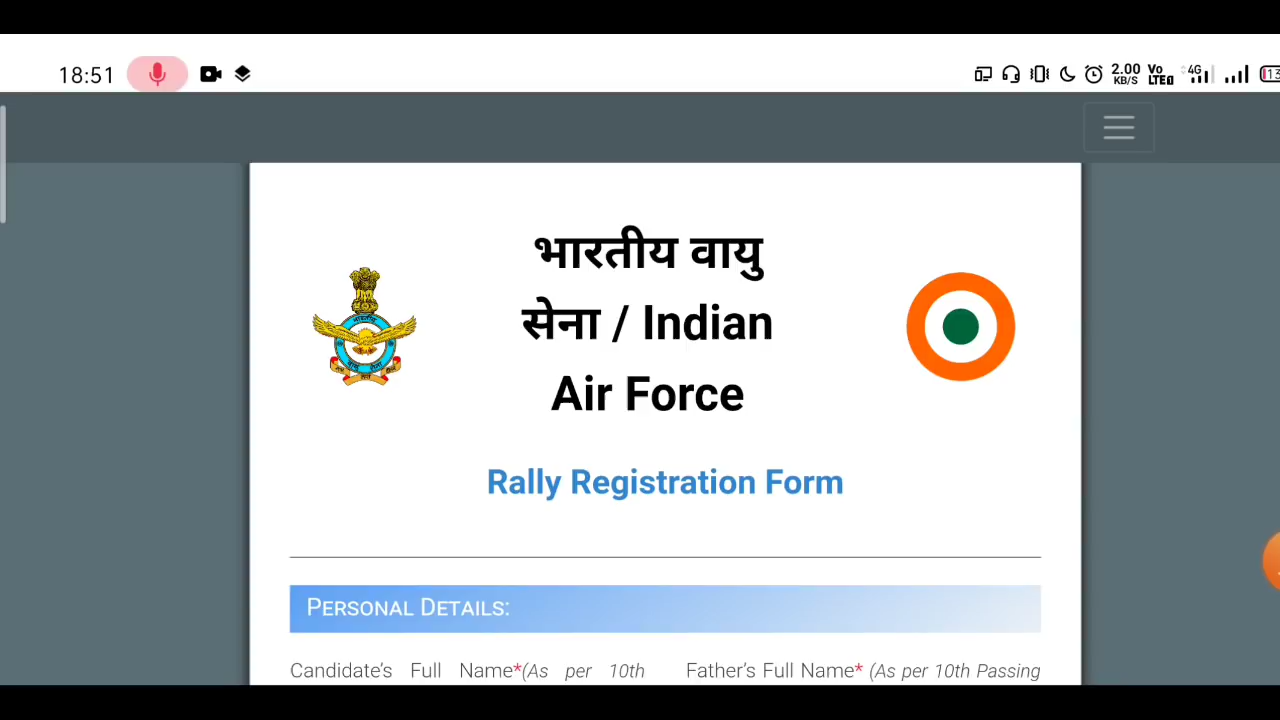 18:51
2.00
KB/S
Vo
LTE
4G
भारतीय वायु
सेना / Indian
Air Force
Rally Registration Form
Personal Details:
Candidate's Full Name*(As per 10th
Father's Full Name* (As per 10th Passing